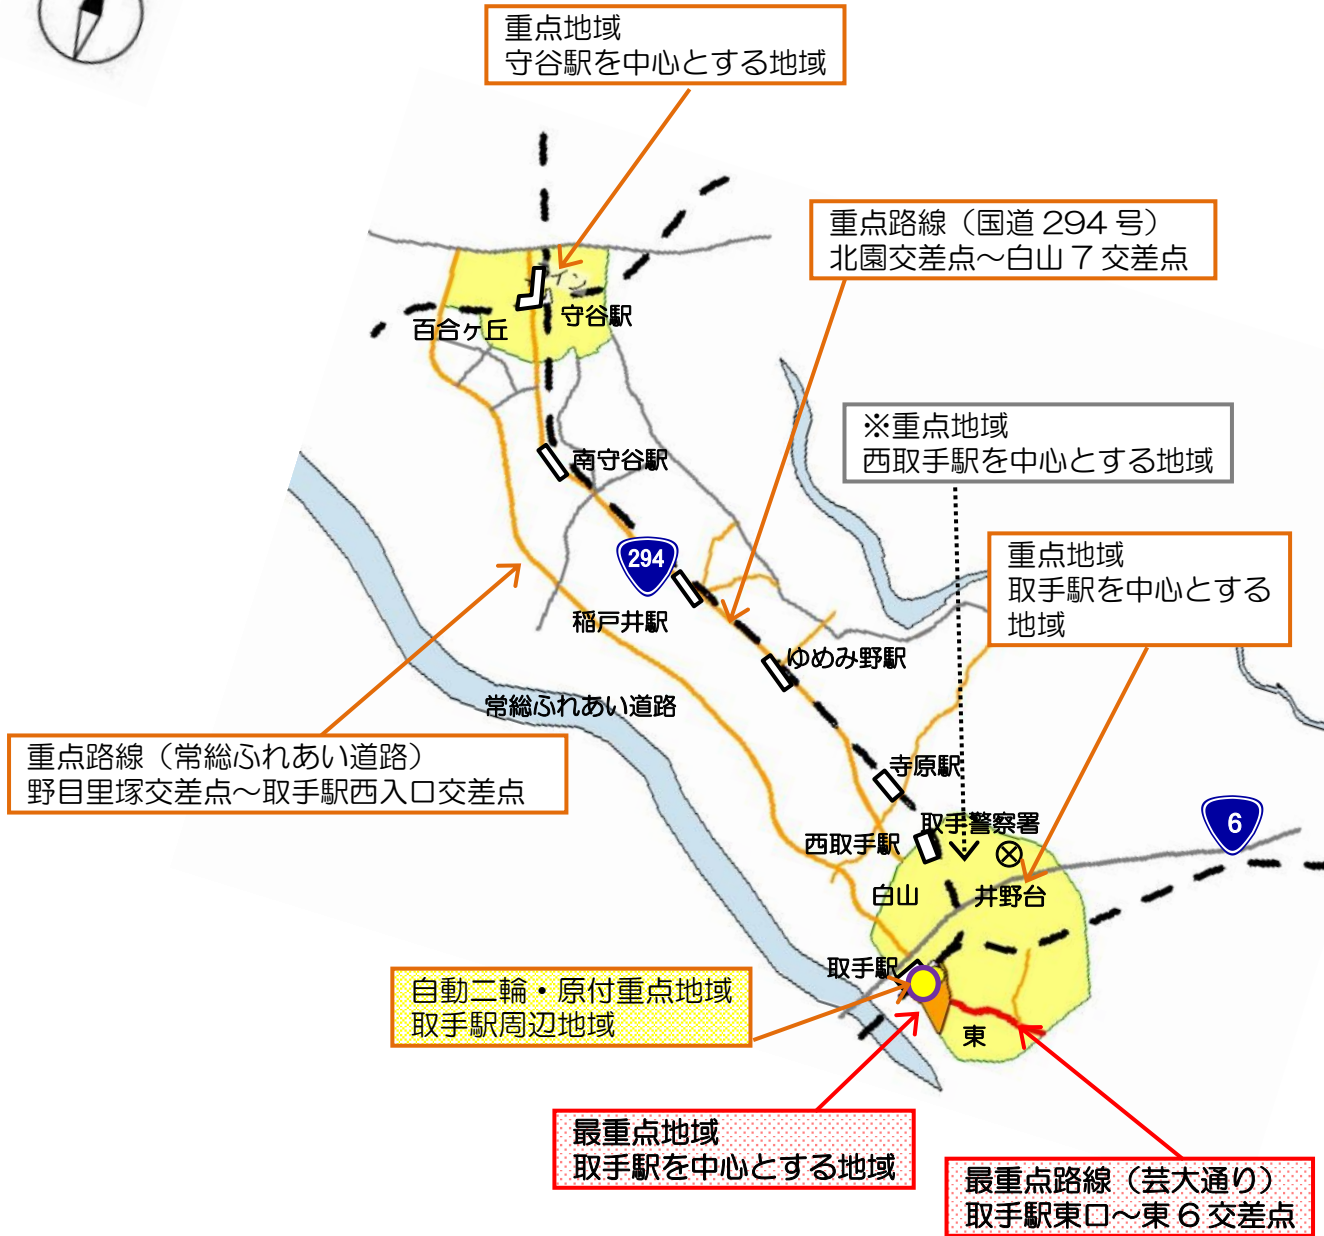 重点地域
守谷駅を中心とする地域
重点路線（国道 294 号）
北園交差点～白山 7 交差点
守谷駅
百合ヶ丘
※重点地域
西取手駅を中心とする地域
南守谷駅
294
重点地域
取手駅を中心とする
地域
稲戸井駅
ゆめみ野駅
常総ふれあい道路
重点路線（常総ふれあい道路）
野目里塚交差点～取手駅西入口交差点
寺原駅
取手警察署
6
西取手駅
白山
井野台
取手駅
自動二輪・原付重点地域
取手駅周辺地域
東
最重点地域
取手駅を中心とする地域
最重点路線（芸大通り）
取手駅東口～東 6 交差点